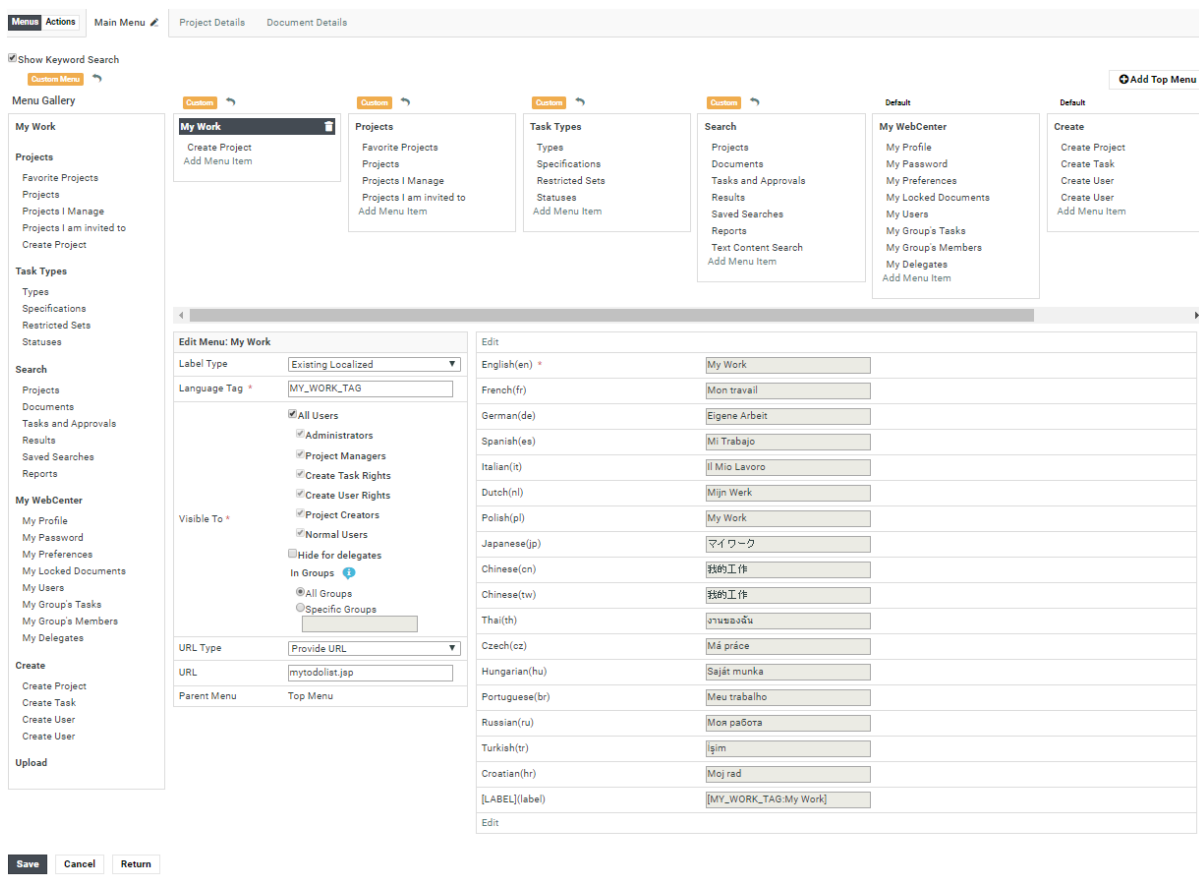 Menus Actions Main Menu Project Details Document Details
Show Keyword Search
Custom Menu
Add Top Menu
Menu Gallery
My Work
Projects
Favorite Projects
Projects
Projects I Manage
Projects I am invited to
Create Project
Task Types
Types
Specifications
Restricted Sets
Statuses
Search
Projects
Documents
Tasks and Approvals
Results
Saved Searches
Reports
My WebCenter
My Profile
My Password
My Preferences
My Locked Documents
My Users
My Group's Tasks
My Group's Members
My Delegates
Create
Create Project
Create Task
Create User
Create User
Upload
Custom
My Work
Create Project
Add Menu Item
Custom
Projects
Favorite Projects
Projects
Projects I Manage
Projects I am invited to
Add Menu Item
Custom
Task Types
Types
Specifications
Restricted Sets
Statuses
Add Menu Item
Custom
Search
Projects
Documents
Tasks and Approvals
Results
Saved Searches
Reports
Text Content Search
Add Menu Item
Default
My WebCenter
My Profile
My Password
My Preferences
My Locked Documents
My Users
My Group's Tasks
My Group's Members
My Delegates
Add Menu Item
Default
Create
Create Project
Create Task
Create User
Create User
Add Menu Item
Edit Menu: My Work
Label Type Existing Localized
Language Tag * MY_WORK_TAG
Visible To *
All Users
Administrators
Project Managers
Create Task Rights
Create User Rights
Project Creators
Normal Users
Hide for delegates
In Groups
All Groups
Specific Groups
URL Type Provide URL
URL mytodolist.jsp
Parent Menu Top Menu
Edit
English(en) * My Work
French(fr) Mon travail
German(de) Eigene Arbeit
Spanish(es) Mi Trabajo
Italian(it) Il Mio Lavoro
Dutch(nl) Mijn Werk
Polish(pl) My Work
Japanese(jp) マイワーク
Chinese(cn) 我的工作
Chinese(tw) 我的工作
Thai(th) งานของฉัน
Czech(cz) Má práce
Hungarian(hu) Saját munka
Portuguese(br) Meu trabalho
Russian(ru) Моя работа
Turkish(tr) İşim
Croatian(hr) Moj rad
[LABEL](label) [MY_WORK_TAG:My Work]
Edit
Save Cancel Return